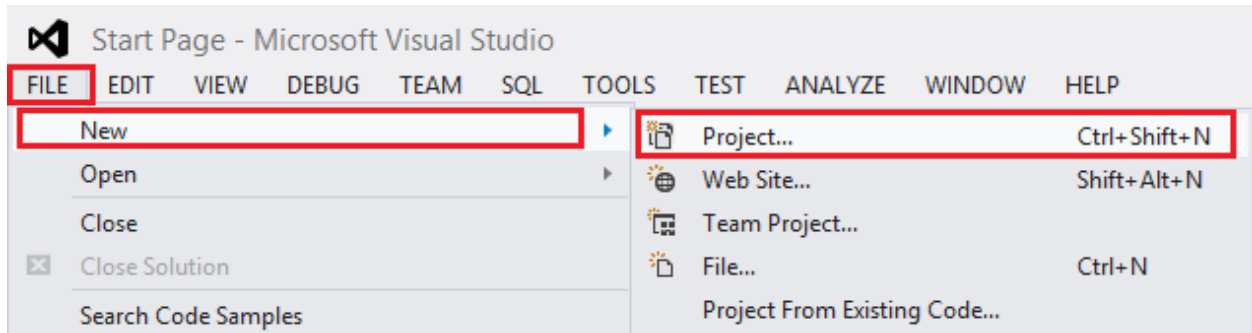 Start Page - Microsoft Visual Studio
FILE EDIT VIEW DEBUG TEAM SQL TOOLS TEST ANALYZE WINDOW HELP
New
Open
Close
Close Solution
Search Code Samples
Project... Ctrl+Shift+N
Web Site... Shift+Alt+N
Team Project...
File... Ctrl+N
Project From Existing Code...